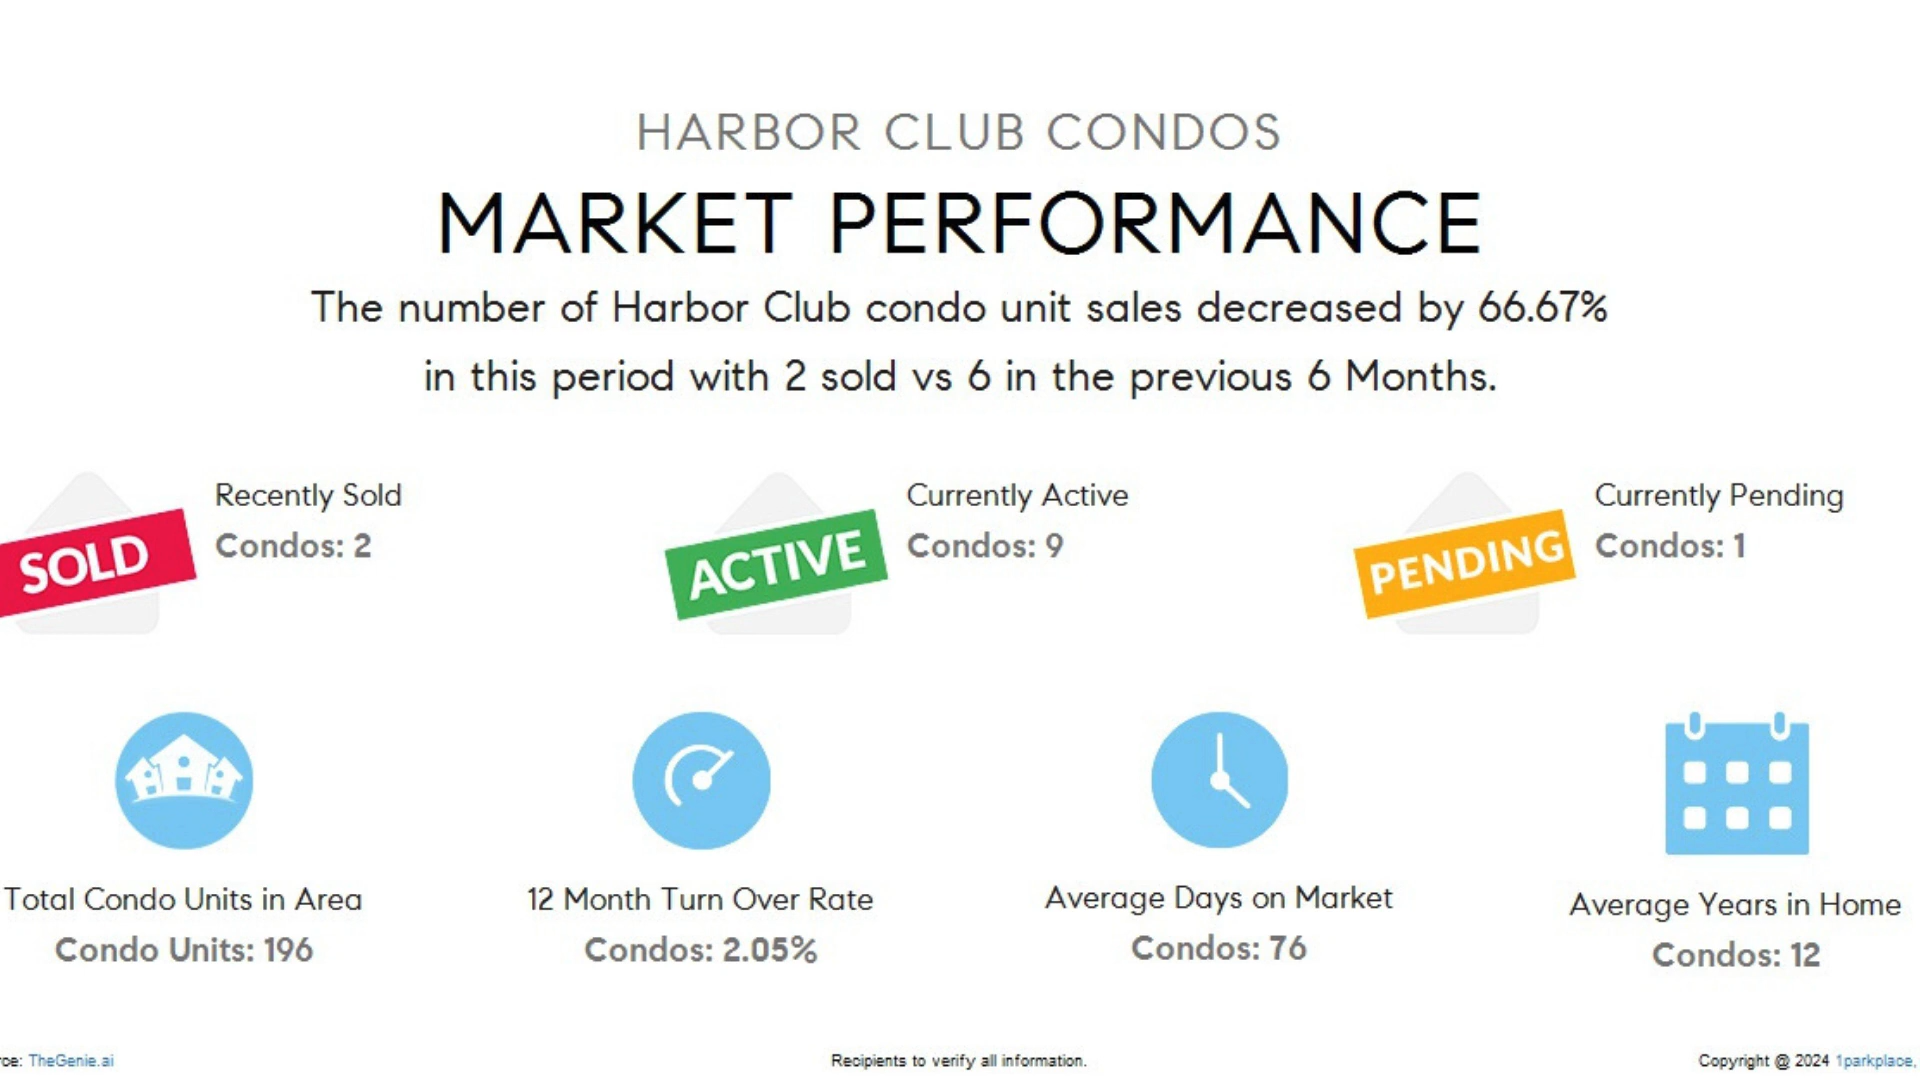 HARBOR CLUB CONDOS
MARKET PERFORMANCE
The number of Harbor Club condo unit sales decreased by 66.67%
in this period with 2 sold vs 6 in the previous 6 Months.
SOLD
Recently Sold
Condos: 2
ACTIVE
Currently Active
Condos: 9
PENDING
Currently Pending
Condos: 1
Total Condo Units in Area
Condo Units: 196
12 Month Turn Over Rate
Condos: 2.05%
Average Days on Market
Condos: 76
Average Years in Home
Condos: 12
rce: TheGenie.ai
Recipients to verify all information.
Copyright @ 2024 1parkplace,